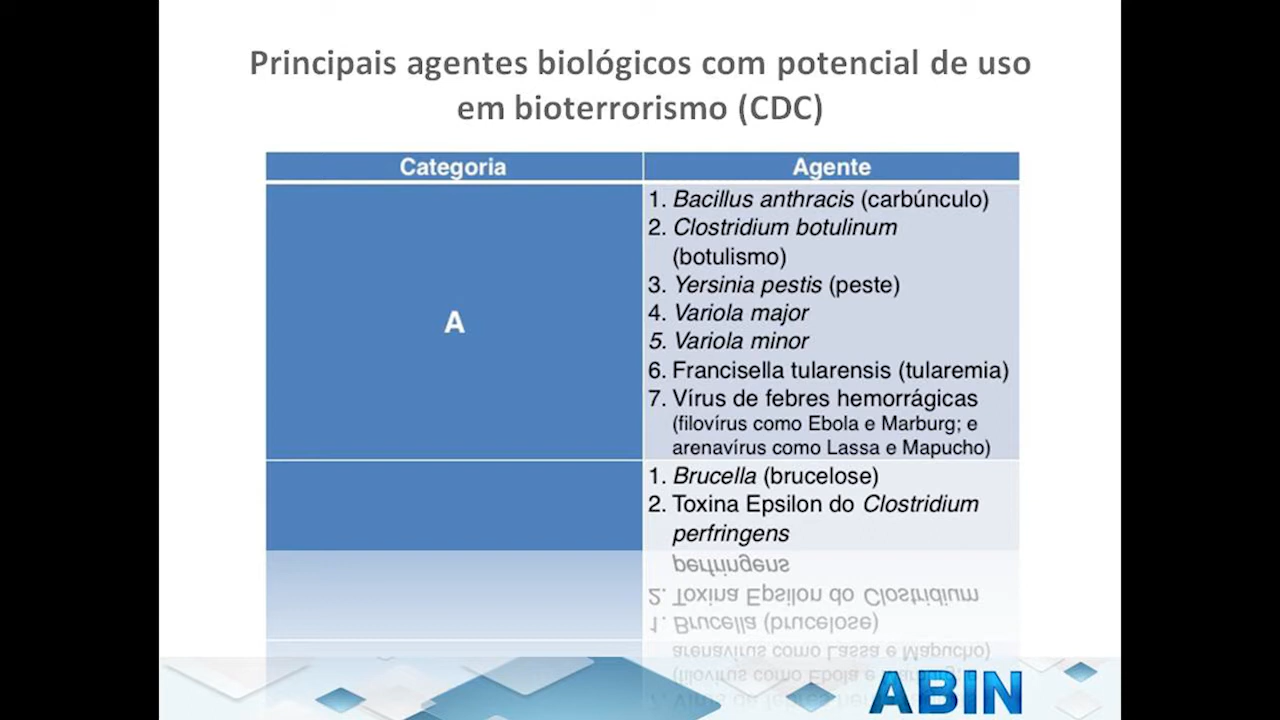 Principais agentes biológicos com potencial de uso
em bioterrorismo (CDC)
Categoria
Agente
A
1. Bacillus anthracis (carbúnculo)
2. Clostridium botulinum
(botulismo)
3. Yersinia pestis (peste)
4. Variola major
5. Variola minor
6. Francisella tularensis (tularemia)
7. Vírus de febres hemorrágicas
(filovírus como Ebola e Marburg; e
arenavírus como Lassa e Mapucho)
1. Brucella (brucelose)
2. Toxina Epsilon do Clostridium
perfringens
ABIN